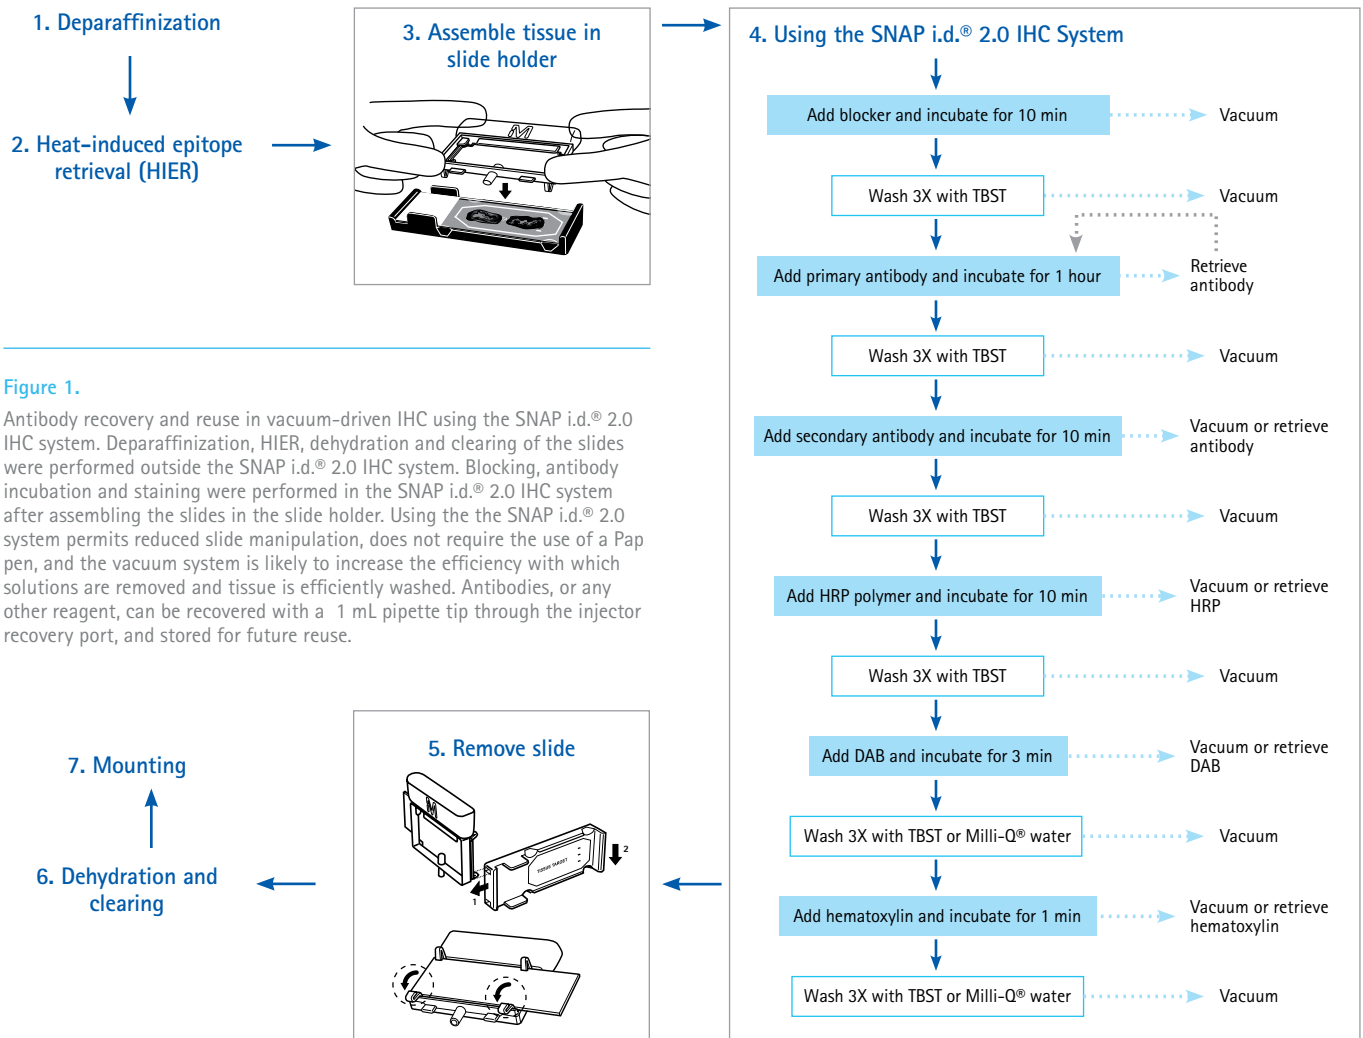 1. Deparaffinization
2. Heat-induced epitope
retrieval (HIER)
3. Assemble tissue in
slide holder
M
4. Using the SNAP i.d.® 2.0 IHC System
Add blocker and incubate for 10 min
Vacuum
Wash 3X with TBST
Vacuum
Add primary antibody and incubate for 1 hour
Retrieve
antibody
Wash 3X with TBST
Vacuum
Add secondary antibody and incubate for 10 min
Vacuum or retrieve
antibody
Wash 3X with TBST
Vacuum
Add HRP polymer and incubate for 10 min
Vacuum or retrieve
HRP
Wash 3X with TBST
Vacuum
Add DAB and incubate for 3 min
Vacuum or retrieve
DAB
Wash 3X with TBST or Milli-Q® water
Vacuum
Add hematoxylin and incubate for 1 min
Vacuum or retrieve
hematoxylin
Wash 3X with TBST or Milli-Q® water
Vacuum
Figure 1.
Antibody recovery and reuse in vacuum-driven IHC using the SNAP i.d.® 2.0
IHC system. Deparaffinization, HIER, dehydration and clearing of the slides
were performed outside the SNAP i.d.® 2.0 IHC system. Blocking, antibody
incubation and staining were performed in the SNAP i.d.® 2.0 IHC system
after assembling the slides in the slide holder. Using the the SNAP i.d.® 2.0
system permits reduced slide manipulation, does not require the use of a Pap
pen, and the vacuum system is likely to increase the efficiency with which
solutions are removed and tissue is efficiently washed. Antibodies, or any
other reagent, can be recovered with a 1 mL pipette tip through the injector
recovery port, and stored for future reuse.
5. Remove slide
M
TISSUE TARGET
2
1
6. Dehydration and
clearing
7. Mounting